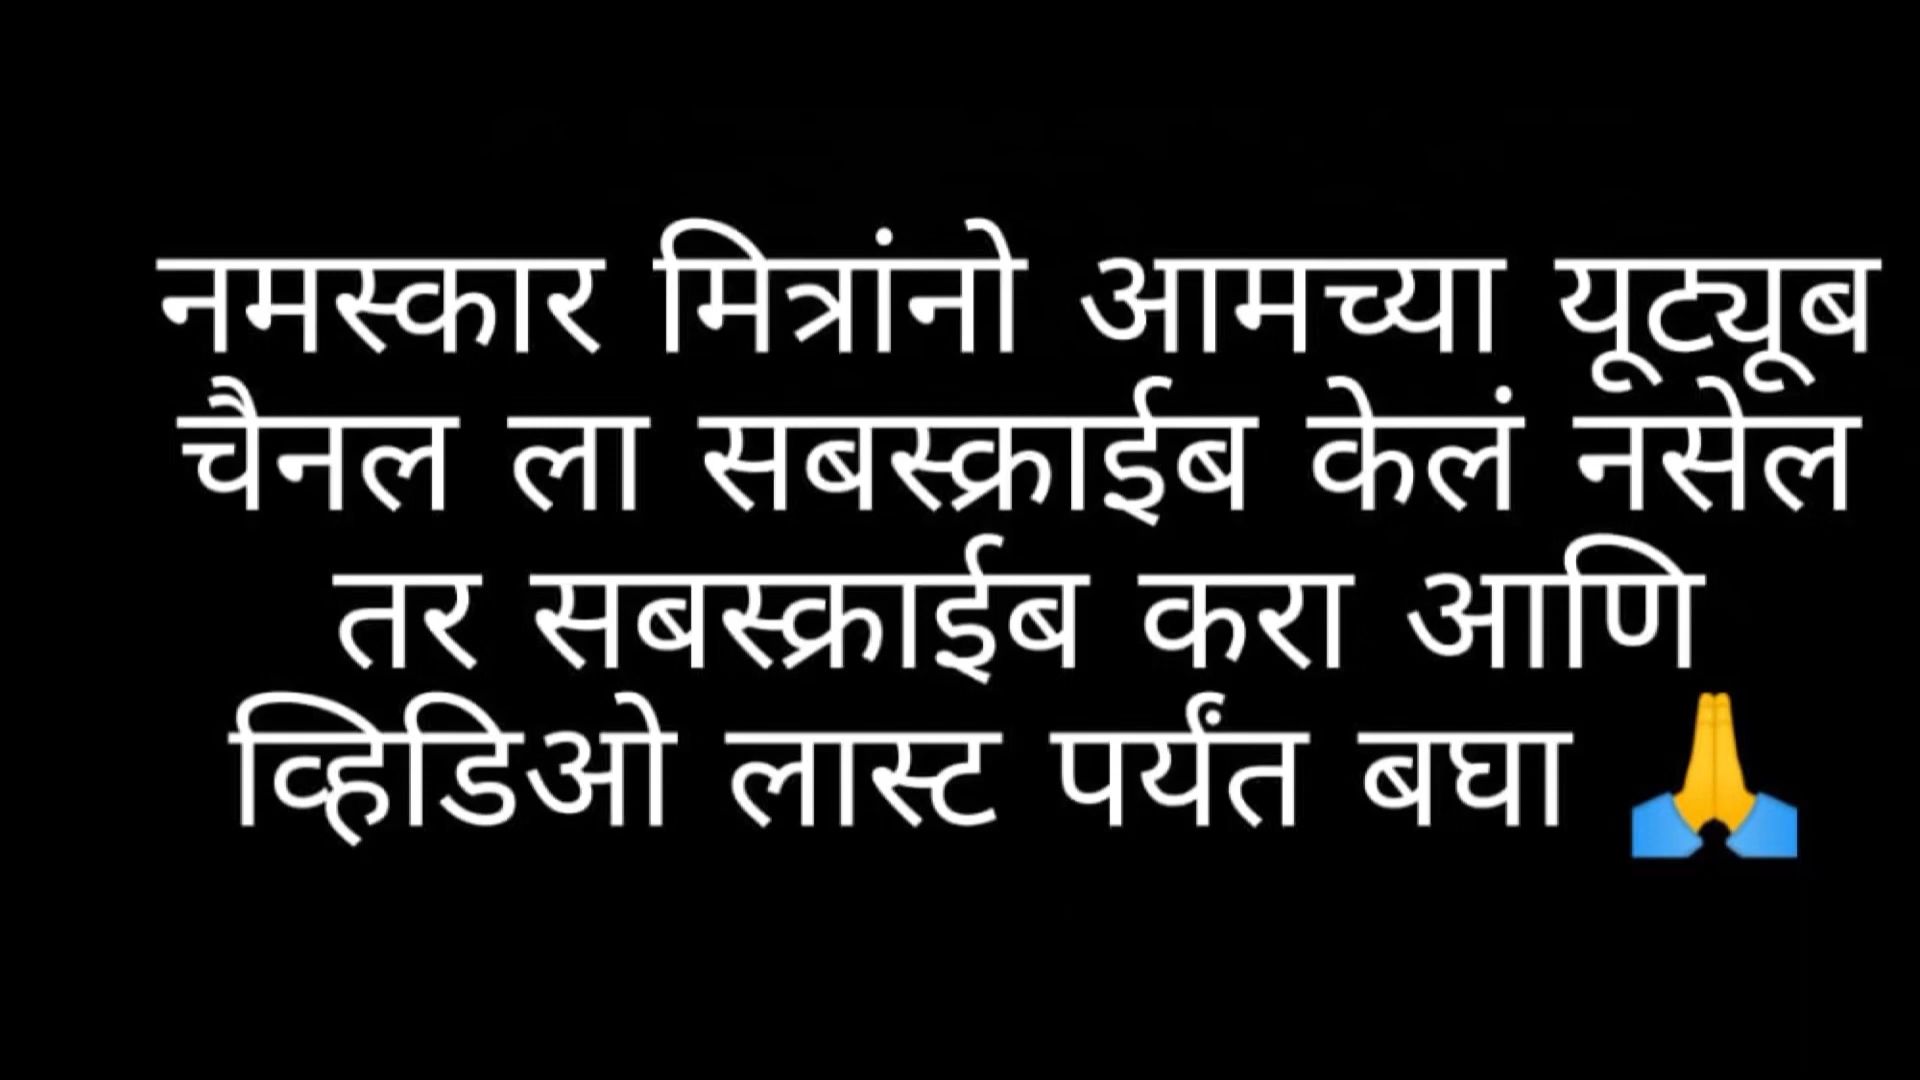 नमस्कार मित्रांनो आमच्या यूट्यूब
चैनल ला सबस्क्राईब केलं नसेल
तर सबस्क्राईब करा आणि
व्हिडिओ लास्ट पर्यंत बघा 🙏